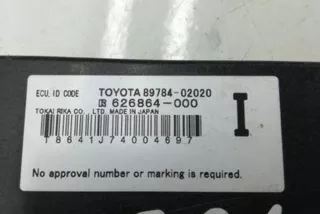 ECU. ID CODE TOYOTA 89784-02020
626864-000
TOKAI RIKA CO., LTD. MADE IN JAPAN
I
18641J74004697
No approval number or marking is required.